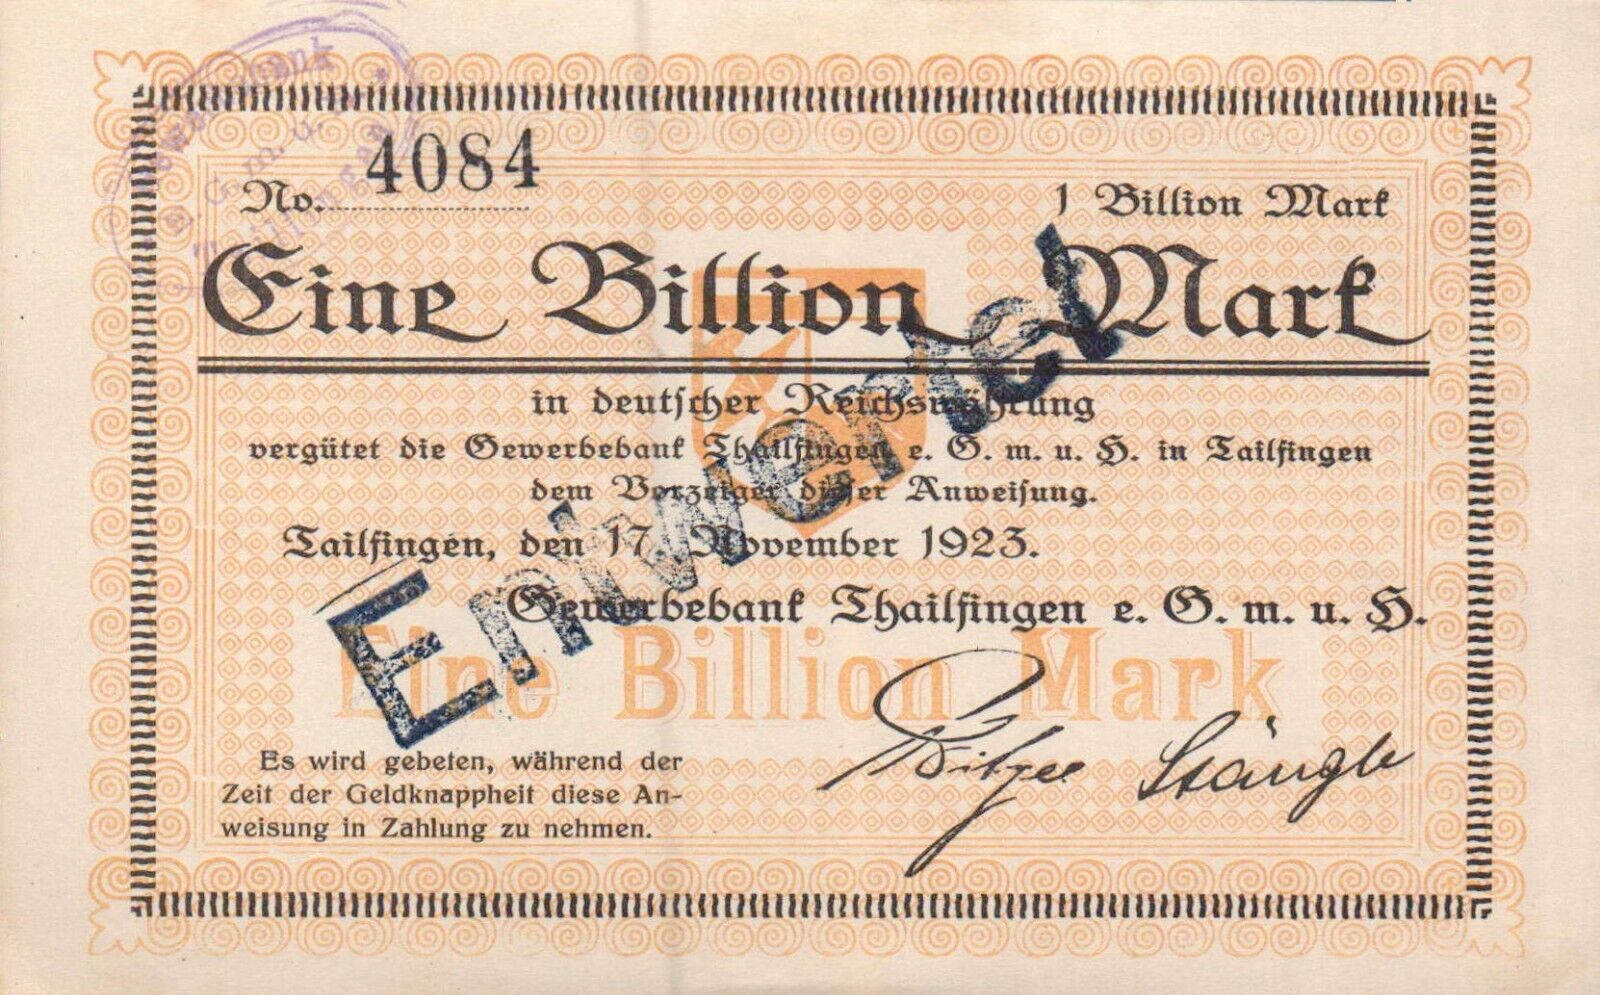 No. 4084
1 Billion Mark
Eine Billion Mark
in deutscher Reichswährung
vergütet die Gewerbebank Thailfingen e. G. m. u. H. in Tailfingen
dem Vorzeiger dieser Anweisung.
Tailfingen, den 17. November 1923.
Gewerbebank Thailfingen e. G. m. u. H.
Eine Billion Mark
Entwertet
Es wird gebeten, während der
Zeit der Geldknappheit diese An-
weisung in Zahlung zu nehmen.
Stängle